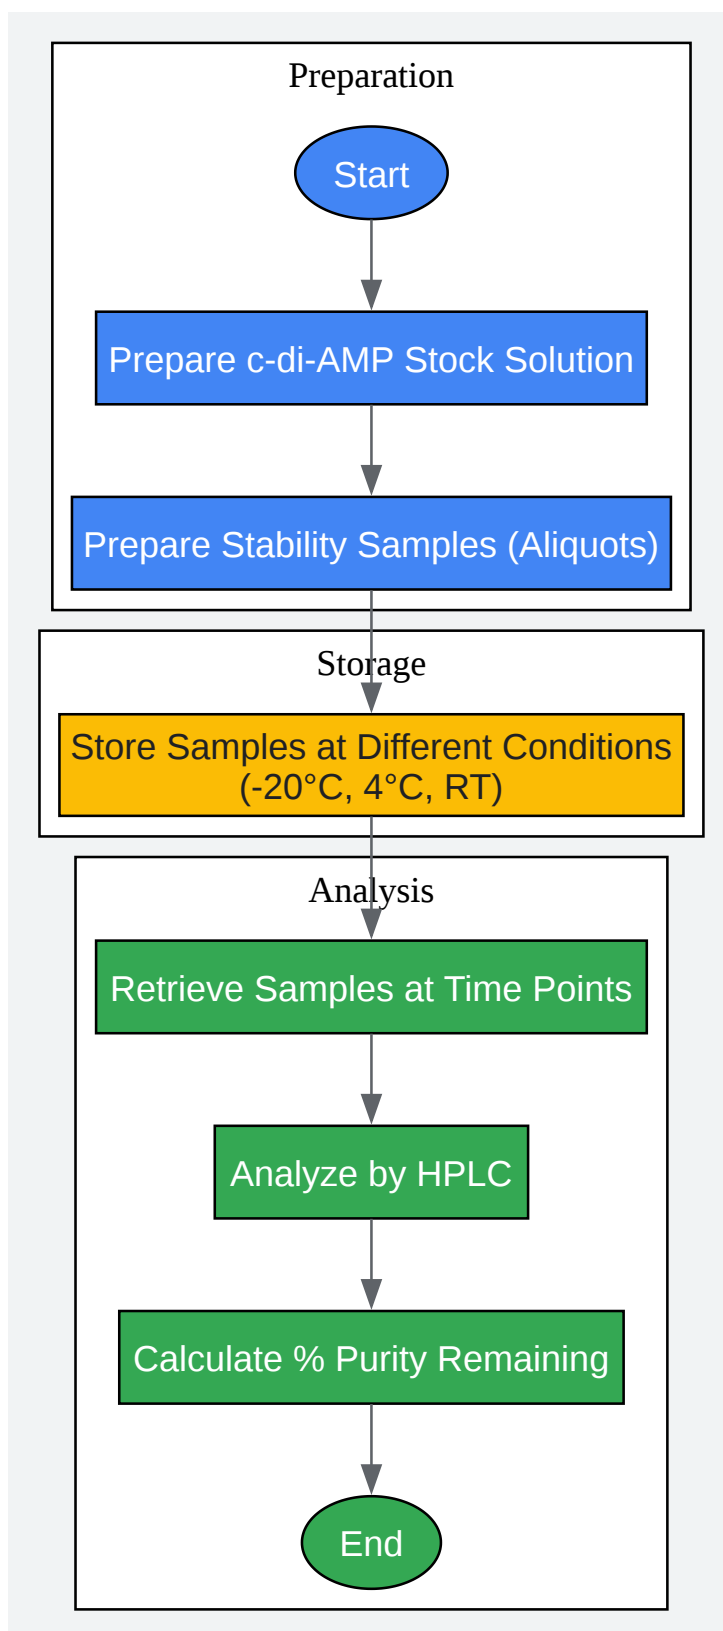 Preparation
Start
Prepare c-di-AMP Stock Solution
Prepare Stability Samples (Aliquots)
Storage
Store Samples at Different Conditions
(-20°C, 4°C, RT)
Analysis
Retrieve Samples at Time Points
Analyze by HPLC
Calculate % Purity Remaining
End